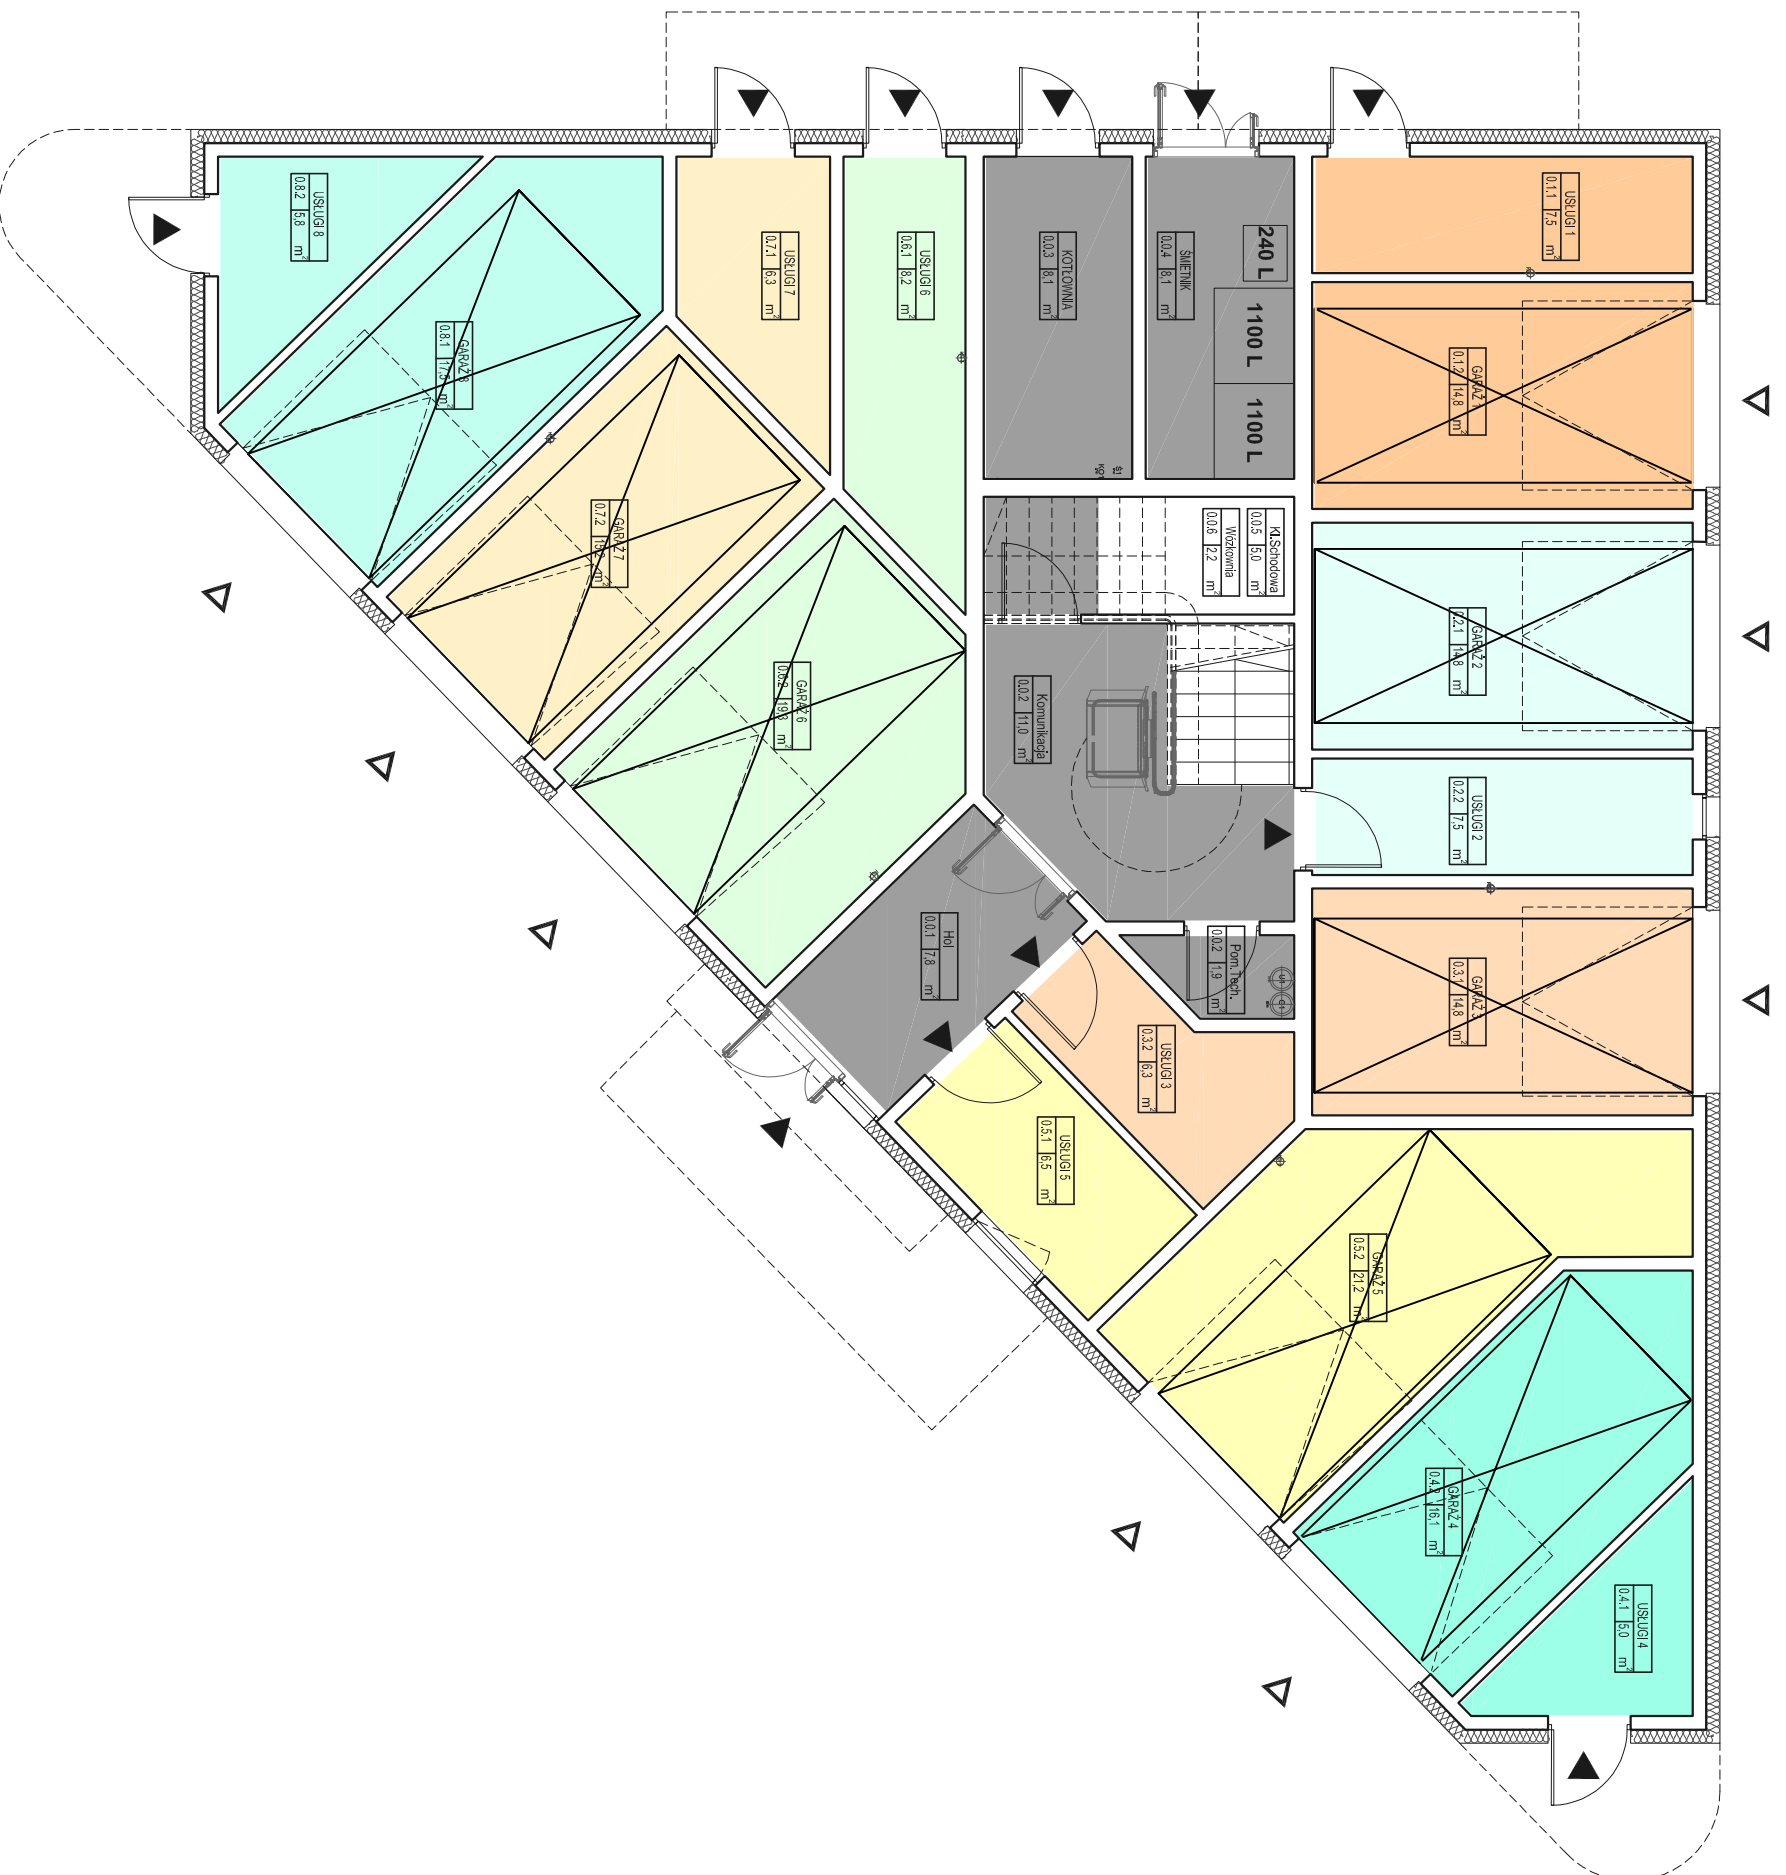 USŁUGI 8
0.8.2 5,8 m²
GARAŻ 8
0.8.1 17,5 m²
USŁUGI 7
0.7.1 6,3 m²
GARAŻ 7
0.7.2 m²
USŁUGI 6
0.6.1 8,2 m²
GARAŻ 6
0.6.2 19,3 m²
KOTŁOWNIA
0.0.3 8,1 m²
ŚMIETNIK
0.0.4 8,1 m²
240 L
1100 L
1100 L
USŁUGI 1
0.1.1 7,5 m²
GARAŻ 1
0.1.2 14,8 m²
Kl.Schodowa
0.0.5 5,0 m²
Wózkownia
0.0.6 2,2 m²
GARAŻ 2
0.2.1 14,8 m²
Komunikacja
0.0.2 11,0 m²
USŁUGI 2
0.2.2 7,5 m²
Hol
0.0.1 7,8 m²
Pom.Tech.
0.0.2 1,9 m²
GARAŻ 3
0.3.1 14,8 m²
USŁUGI 3
0.3.2 6,3 m²
USŁUGI 5
0.5.1 6,5 m²
GARAŻ 5
0.5.2 21,2 m²
GARAŻ 4
0.4.2 16,1 m²
USŁUGI 4
0.4.1 5,0 m²